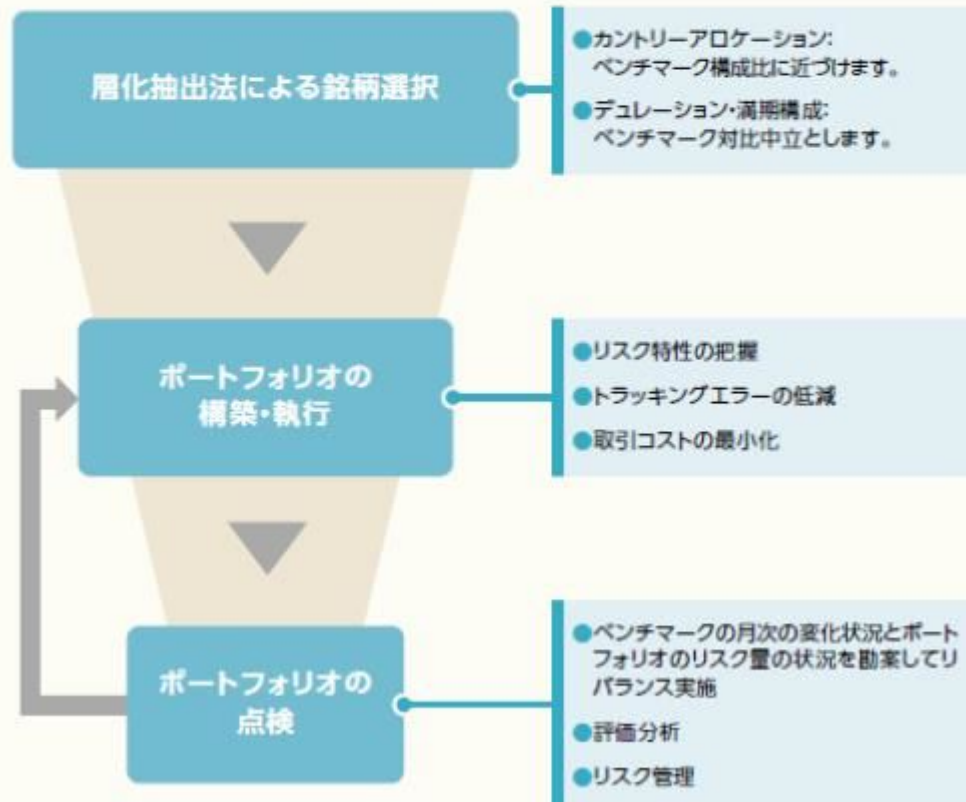 層化抽出法による銘柄選択
●カントリーアロケーション:
ベンチマーク構成比に近づけます。
●デュレーション・満期構成:
ベンチマーク対比中立とします。
ポートフォリオの
構築・執行
●リスク特性の把握
●トラッキングエラーの低減
●取引コストの最小化
ポートフォリオの
点検
●ベンチマークの月次の変化状況とポート
フォリオのリスク量の状況を勘案してリ
バランス実施
●評価分析
●リスク管理